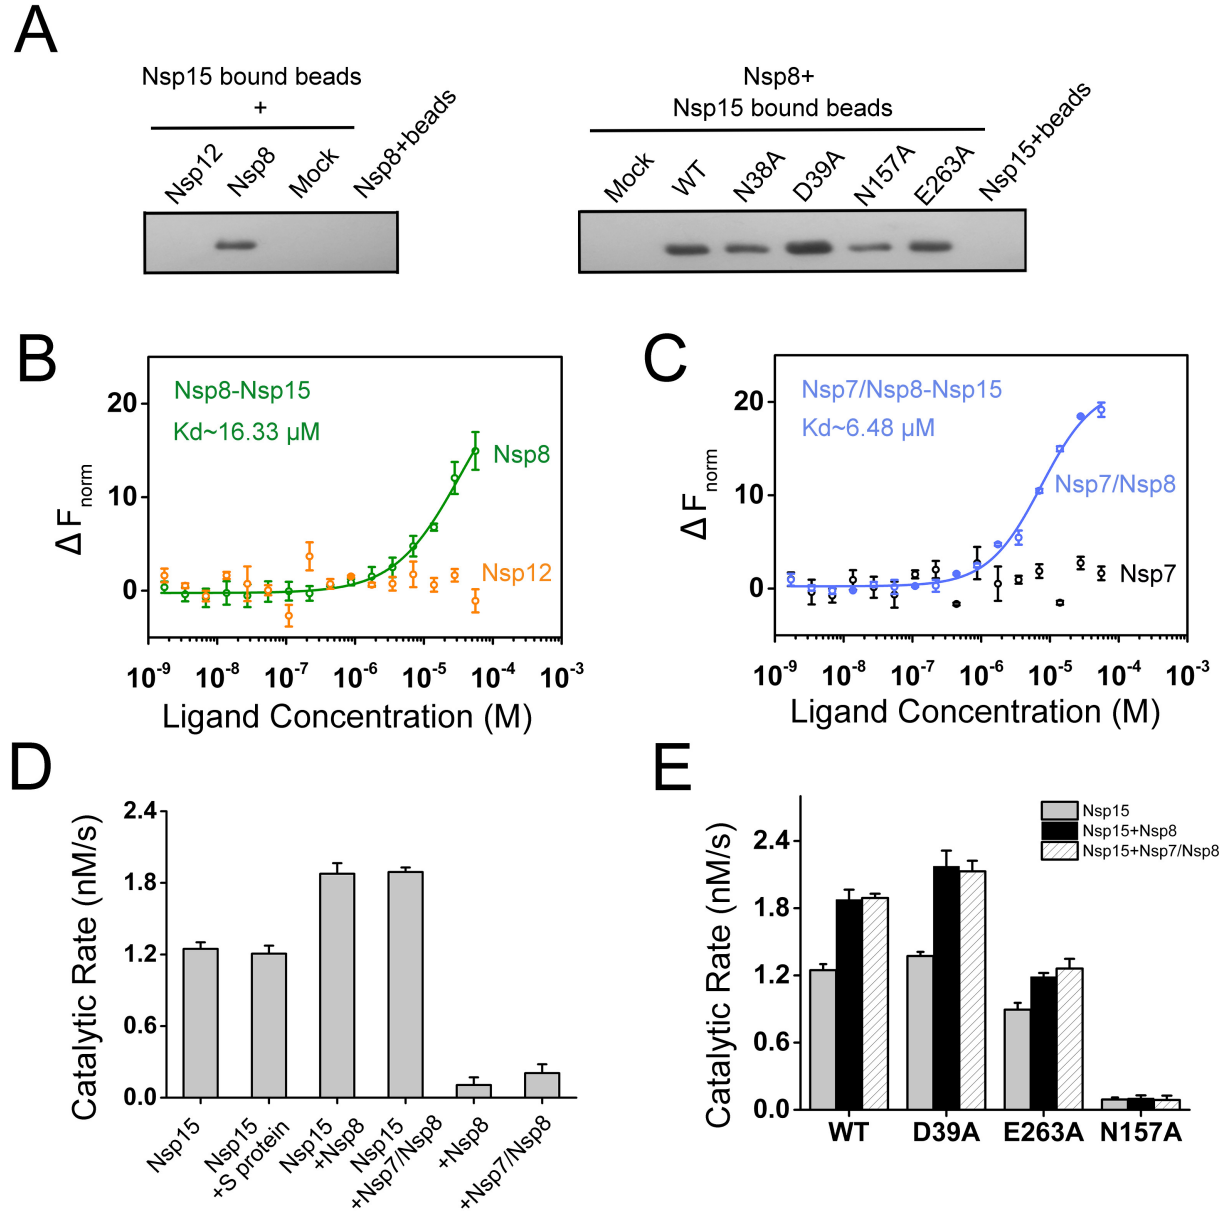 A
Nsp15 bound beads
+
Nsp12
Nsp8
Mock
Nsp8+beads
Nsp8+
Nsp15 bound beads
Mock
WT
N38A
D39A
N157A
E263A
Nsp15+beads
B
Nsp8-Nsp15
Kd~16.33 μM
Nsp8
Nsp12
20
10
0
ΔFnorm
10-9 10-8 10-7 10-6 10-5 10-4 10-3
Ligand Concentration (M)
C
Nsp7/Nsp8-Nsp15
Kd~6.48 μM
Nsp7/Nsp8
Nsp7
20
10
0
ΔFnorm
10-9 10-8 10-7 10-6 10-5 10-4 10-3
Ligand Concentration (M)
D
Catalytic Rate (nM/s)
2.4
1.8
1.2
0.6
0.0
Nsp15
Nsp15
+S protein
Nsp15
+Nsp8
Nsp15
+Nsp7/Nsp8
+Nsp8
+Nsp7/Nsp8
E
Nsp15
Nsp15+Nsp8
Nsp15+Nsp7/Nsp8
Catalytic Rate (nM/s)
2.4
1.8
1.2
0.6
0.0
WT D39A E263A N157A